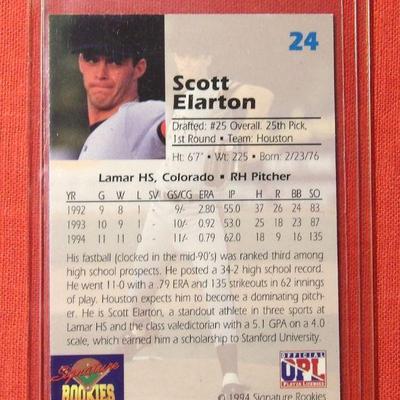 24
Scott
Elarton
Drafted: #25 Overall. 25th Pick,
1st Round • Team: Houston
Ht: 6'7" • Wt: 225 • Born: 2/23/76
Lamar HS, Colorado • RH Pitcher
YR G W L SV GS/CG ERA IP H R BB SO
1992 9 8 1 - 9/- 2.80 55.0 37 26 24 83
1993 10 9 1 - 10/- 0.92 53.0 25 18 23 87
1994 11 11 0 - 11/- 0.79 62.0 18 9 16 135
His fastball (clocked in the mid-90's) was ranked third among
high school prospects. He posted a 34-2 high school record.
He went 11-0 with a .79 ERA and 135 strikeouts in 62 innings
of play. Houston expects him to become a dominating pitch-
er. He is Scott Elarton, a standout athlete in three sports at
Lamar HS and the class valedictorian with a 5.1 GPA on a 4.0
scale, which earned him a scholarship to Stanford University.
Signature
ROOKIES
OFFICIAL
UPL
PLAYER LICENSEE
© 1994 Signature Rookies